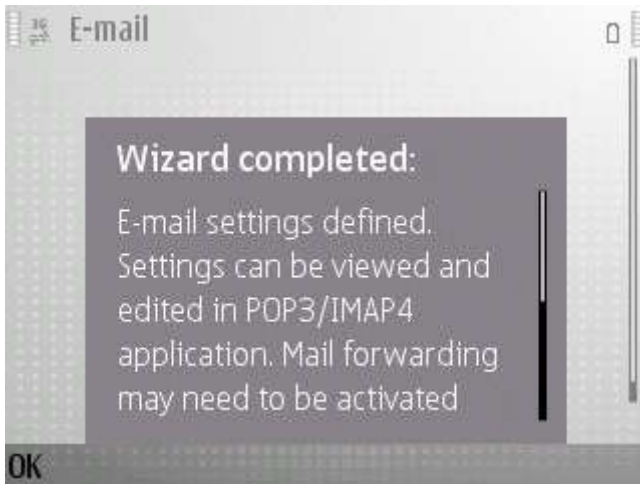 3G E-mail
Wizard completed:
E-mail settings defined.
Settings can be viewed and
edited in POP3/IMAP4
application. Mail forwarding
may need to be activated
OK